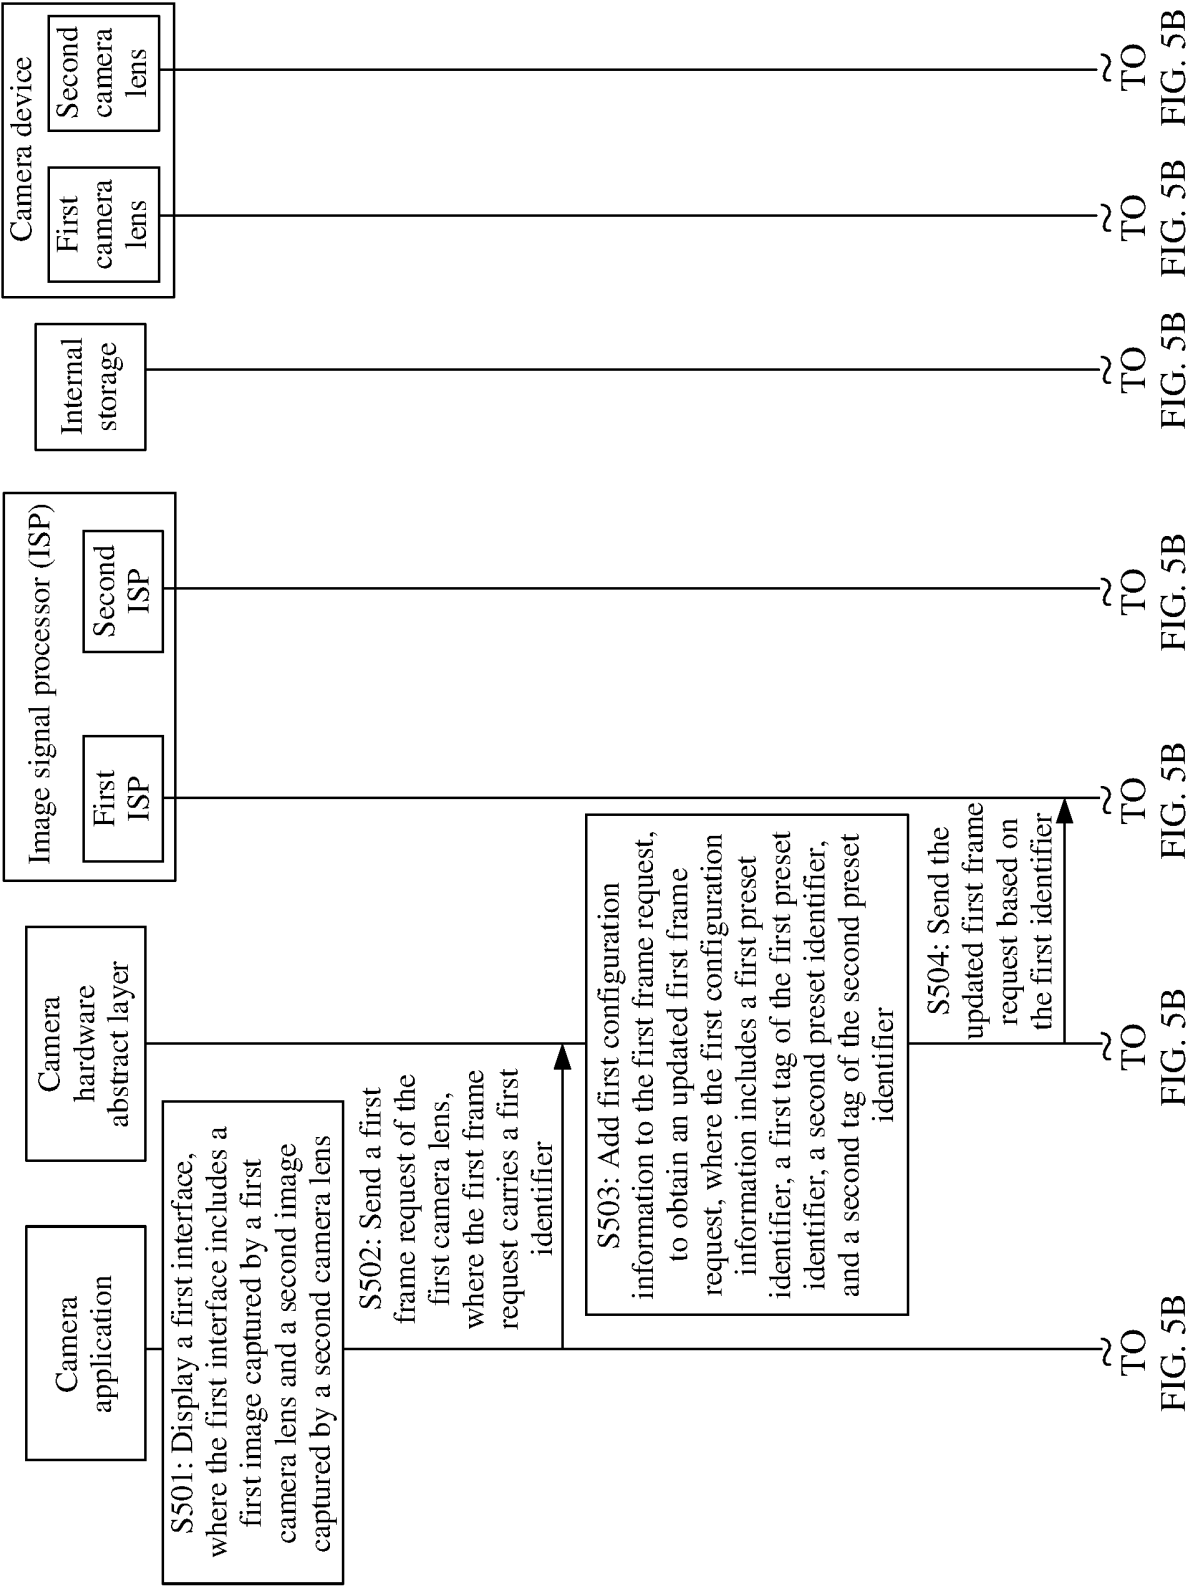 Camera
application
Camera
hardware
abstract layer
Image signal processor (ISP)
First
ISP
Second
ISP
Internal
storage
Camera device
First
camera
lens
Second
camera
lens
S501: Display a first interface,
where the first interface includes a
first image captured by a first
camera lens and a second image
captured by a second camera lens
S502: Send a first
frame request of the
first camera lens,
where the first frame
request carries a first
identifier
S503: Add first configuration
information to the first frame request,
to obtain an updated first frame
request, where the first configuration
information includes a first preset
identifier, a first tag of the first preset
identifier, a second preset identifier,
and a second tag of the second preset
identifier
S504: Send the
updated first frame
request based on
the first identifier
TO
FIG. 5B
TO
FIG. 5B
TO
FIG. 5B
TO
FIG. 5B
TO
FIG. 5B
TO
FIG. 5B
TO
FIG. 5B